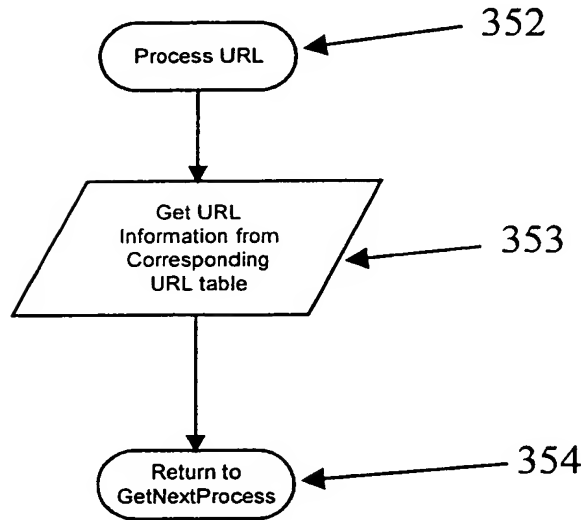 352
Process URL
Get URL
Information from
Corresponding
URL table
353
Return to
GetNextProcess
354